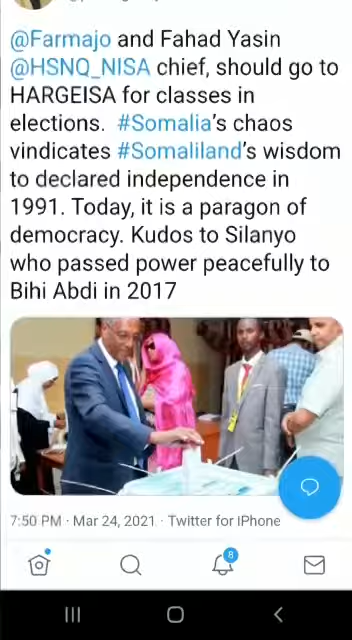 @Farmajo and Fahad Yasin
@HSNQ_NISA chief, should go to
HARGEISA for classes in
elections. #Somalia's chaos
vindicates #Somaliland's wisdom
to declared independence in
1991. Today, it is a paragon of
democracy. Kudos to Silanyo
who passed power peacefully to
Bihi Abdi in 2017
7:50 PM · Mar 24, 2021 · Twitter for iPhone
8